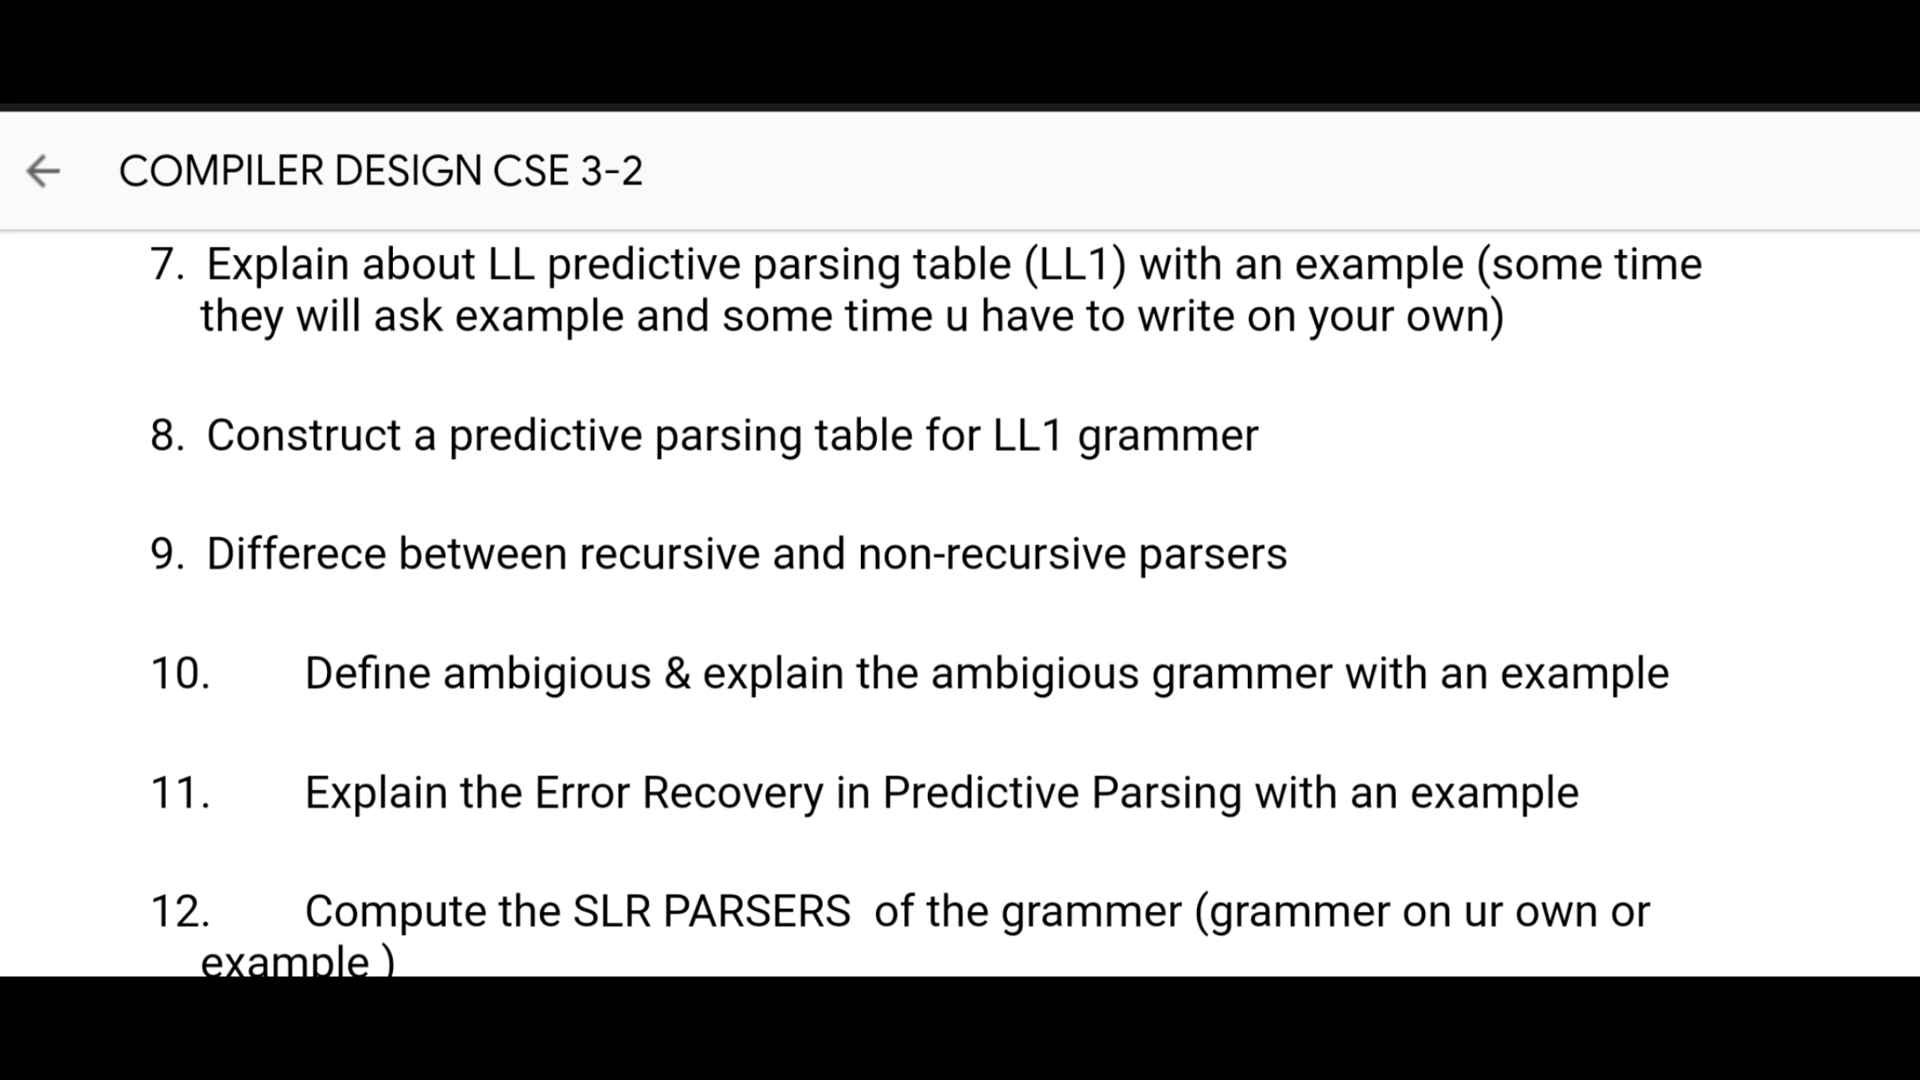 COMPILER DESIGN CSE 3-2
7. Explain about LL predictive parsing table (LL1) with an example (some time
they will ask example and some time u have to write on your own)
8. Construct a predictive parsing table for LL1 grammer
9. Differece between recursive and non-recursive parsers
10. Define ambigious & explain the ambigious grammer with an example
11. Explain the Error Recovery in Predictive Parsing with an example
12. Compute the SLR PARSERS of the grammer (grammer on ur own or
example )